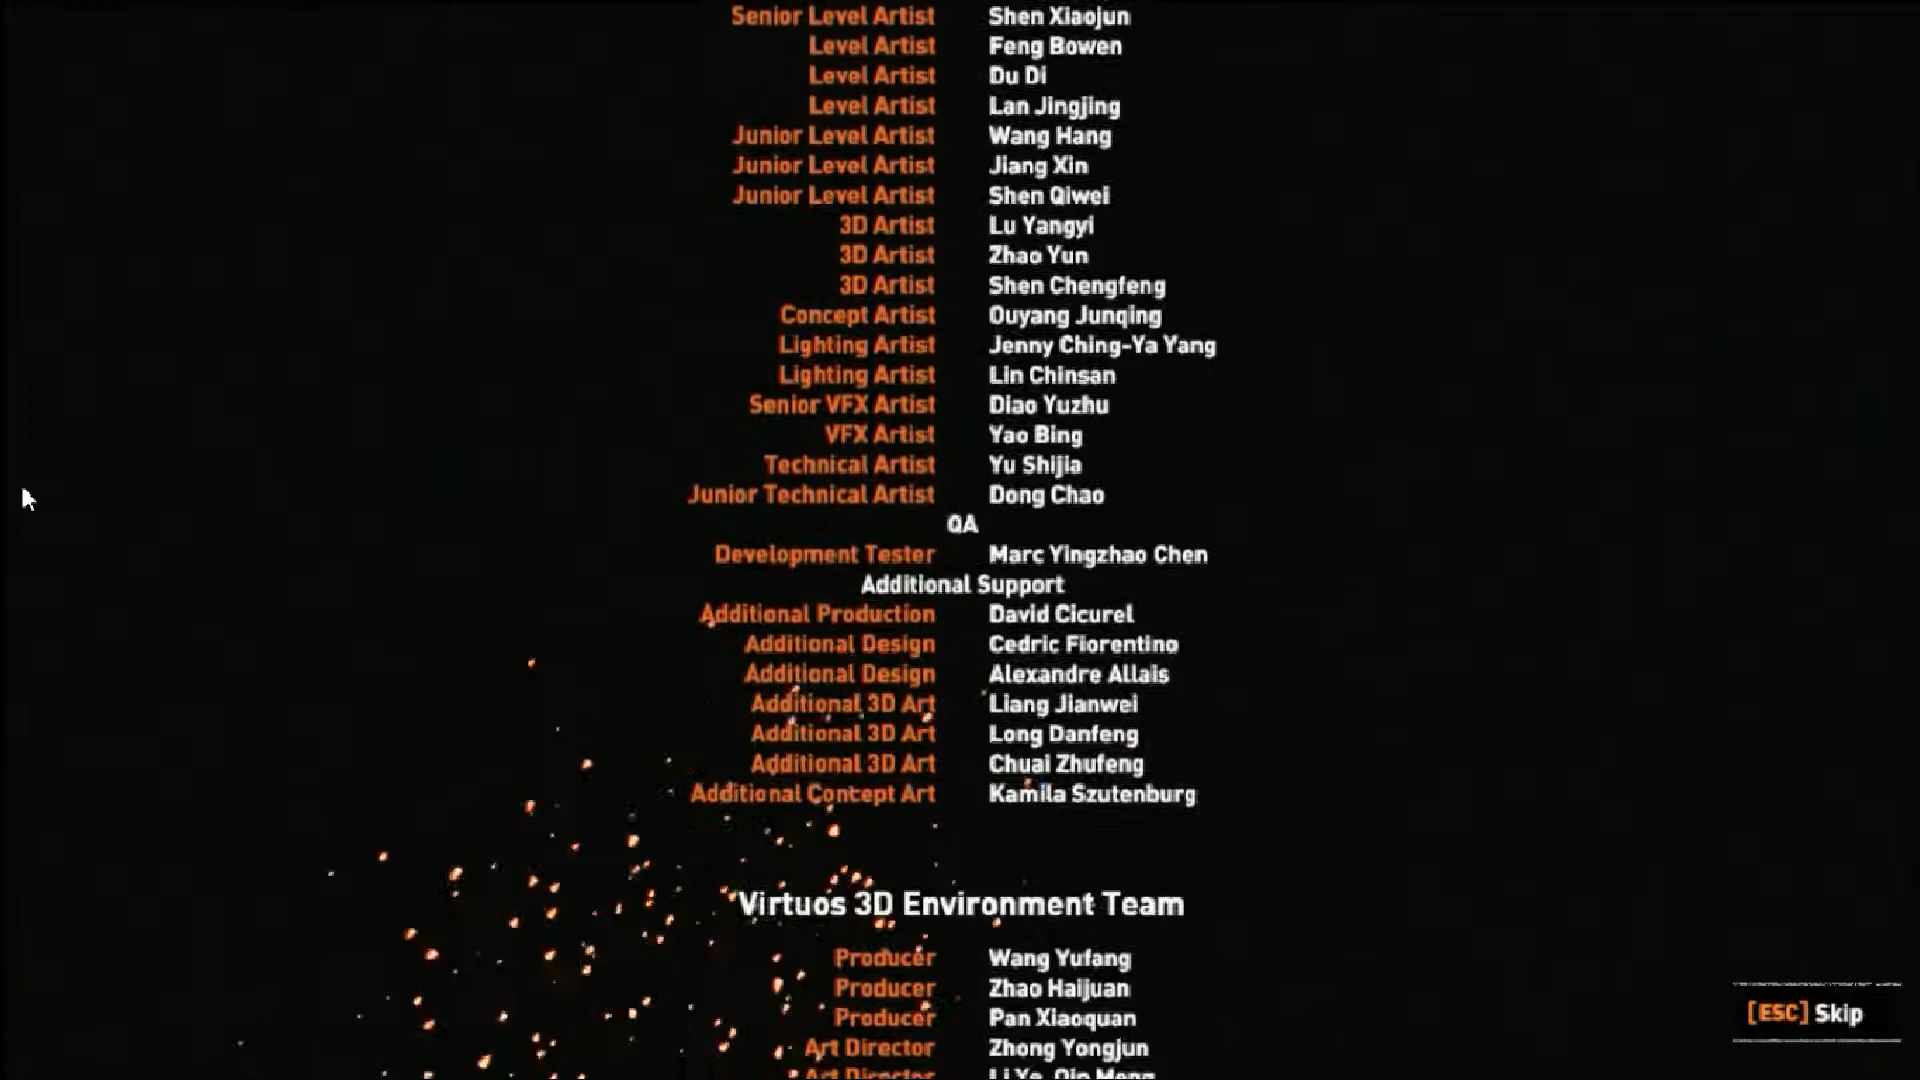 Senior Level Artist Shen Xiaojun
Level Artist Feng Bowen
Level Artist Du Di
Level Artist Lan Jingjing
Junior Level Artist Wang Hang
Junior Level Artist Jiang Xin
Junior Level Artist Shen Qiwei
3D Artist Lu Yangyi
3D Artist Zhao Yun
3D Artist Shen Chengfeng
Concept Artist Ouyang Junqing
Lighting Artist Jenny Ching-Ya Yang
Lighting Artist Lin Chinsan
Senior VFX Artist Diao Yuzhu
VFX Artist Yao Bing
Technical Artist Yu Shijia
Junior Technical Artist Dong Chao
QA
Development Tester Marc Yingzhao Chen
Additional Support
Additional Production David Cicurel
Additional Design Cedric Fiorentino
Additional Design Alexandre Allais
Additional 3D Art Liang Jianwei
Additional 3D Art Long Danfeng
Additional 3D Art Chuai Zhufeng
Additional Concept Art Kamila Szutenburg
Virtuos 3D Environment Team
Producer Wang Yufang
Producer Zhao Haijuan
Producer Pan Xiaoquan
Art Director Zhong Yongjun
Art Director
[ESC] Skip